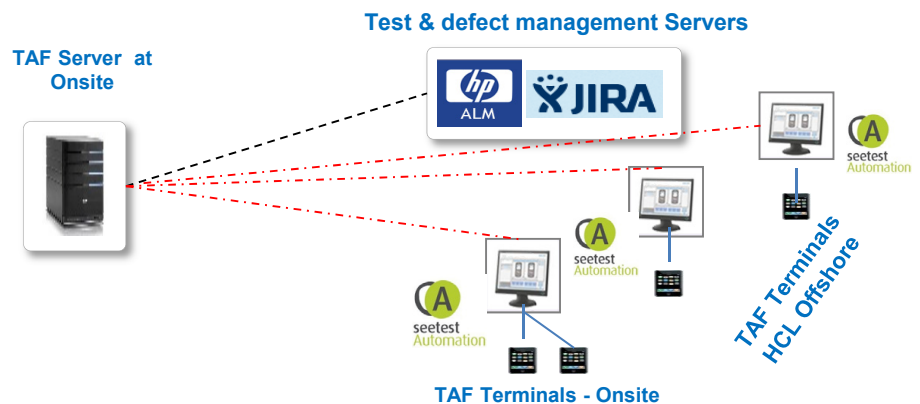 Test & defect management Servers
TAF Server at
Onsite
hp
ALM
JIRA
A
seetest
Automation
A
seetest
Automation
A
seetest
Automation
TAF Terminals
HCL Offshore
TAF Terminals - Onsite